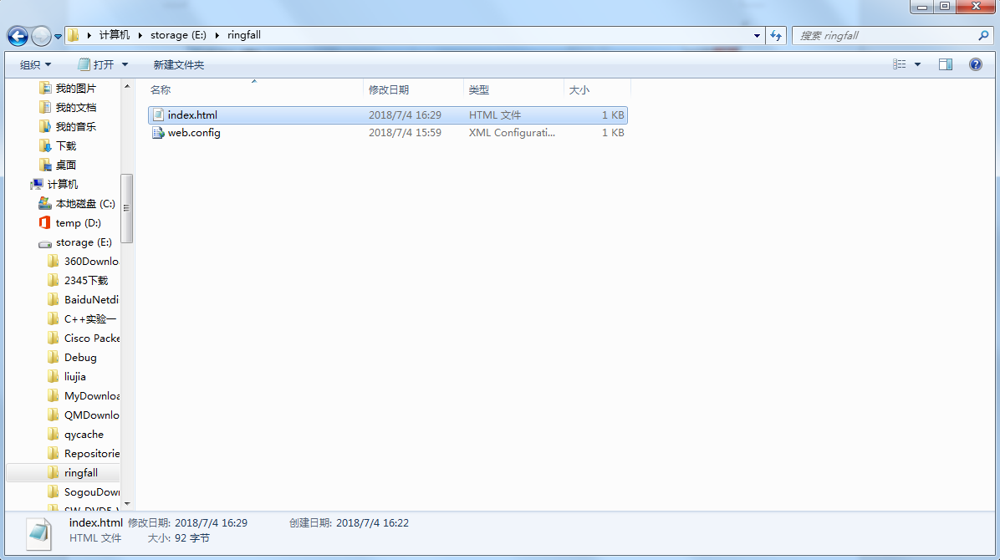 计算机 storage (E:) ringfall
搜索 ringfall
组织 打开 新建文件夹
名称 修改日期 类型 大小
index.html 2018/7/4 16:29 HTML 文件 1 KB
web.config 2018/7/4 15:59 XML Configurati... 1 KB
我的图片
我的文档
我的音乐
下载
桌面
计算机
本地磁盘 (C:)
temp (D:)
storage (E:)
360Downlo
2345下载
BaiduNetdi
C++实验一
Cisco Packe
Debug
liujia
MyDownloa
QMDownlo
qycache
Repositorie
ringfall
SogouDown
index.html 修改日期: 2018/7/4 16:29 创建日期: 2018/7/4 16:22
HTML 文件 大小: 92 字节